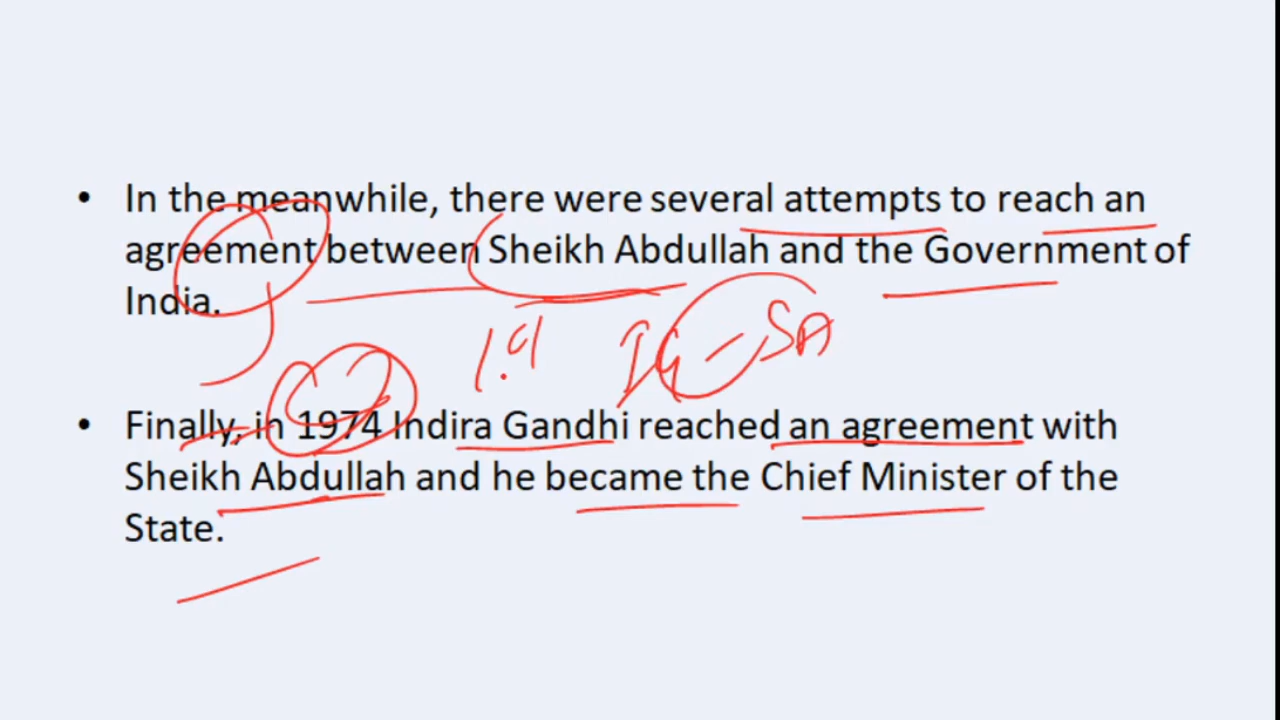 • In the meanwhile, there were several attempts to reach an
agreement between Sheikh Abdullah and the Government of
India.
IG - SA
• Finally, in 1974 Indira Gandhi reached an agreement with
Sheikh Abdullah and he became the Chief Minister of the
State.